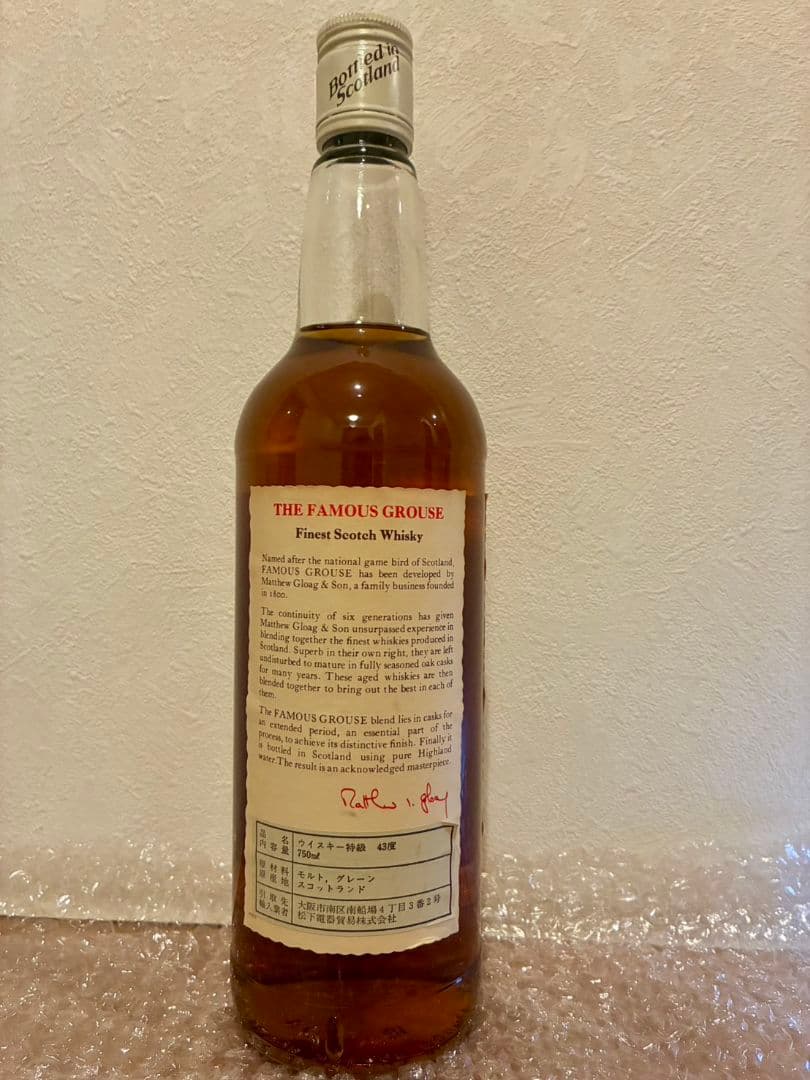 Bottled in
Scotland
THE FAMOUS GROUSE
Finest Scotch Whisky
Named after the national game bird of Scotland,
FAMOUS GROUSE has been developed by
Matthew Gloag & Son, a family business founded
in 1800.
The continuity of six generations has given
Matthew Gloag & Son unsurpassed experience in
blending together the finest whiskies produced in
Scotland. Superb in their own right, they are left
undisturbed to mature in fully seasoned oak casks
for many years. These aged whiskies are then
blended together to bring out the best in each of
them.
The FAMOUS GROUSE blend lies in casks for
an extended period, an essential part of the
process, to achieve its distinctive finish. Finally it
is bottled in Scotland using pure Highland
water.The result is an acknowledged masterpiece.
品名 ウイスキー特級 43度
内容量 750ml
原材料 モルト, グレーン
原産地 スコットランド
引取先 大阪市南区南船場4丁目3番2号
輸入業者 松下電器貿易株式会社